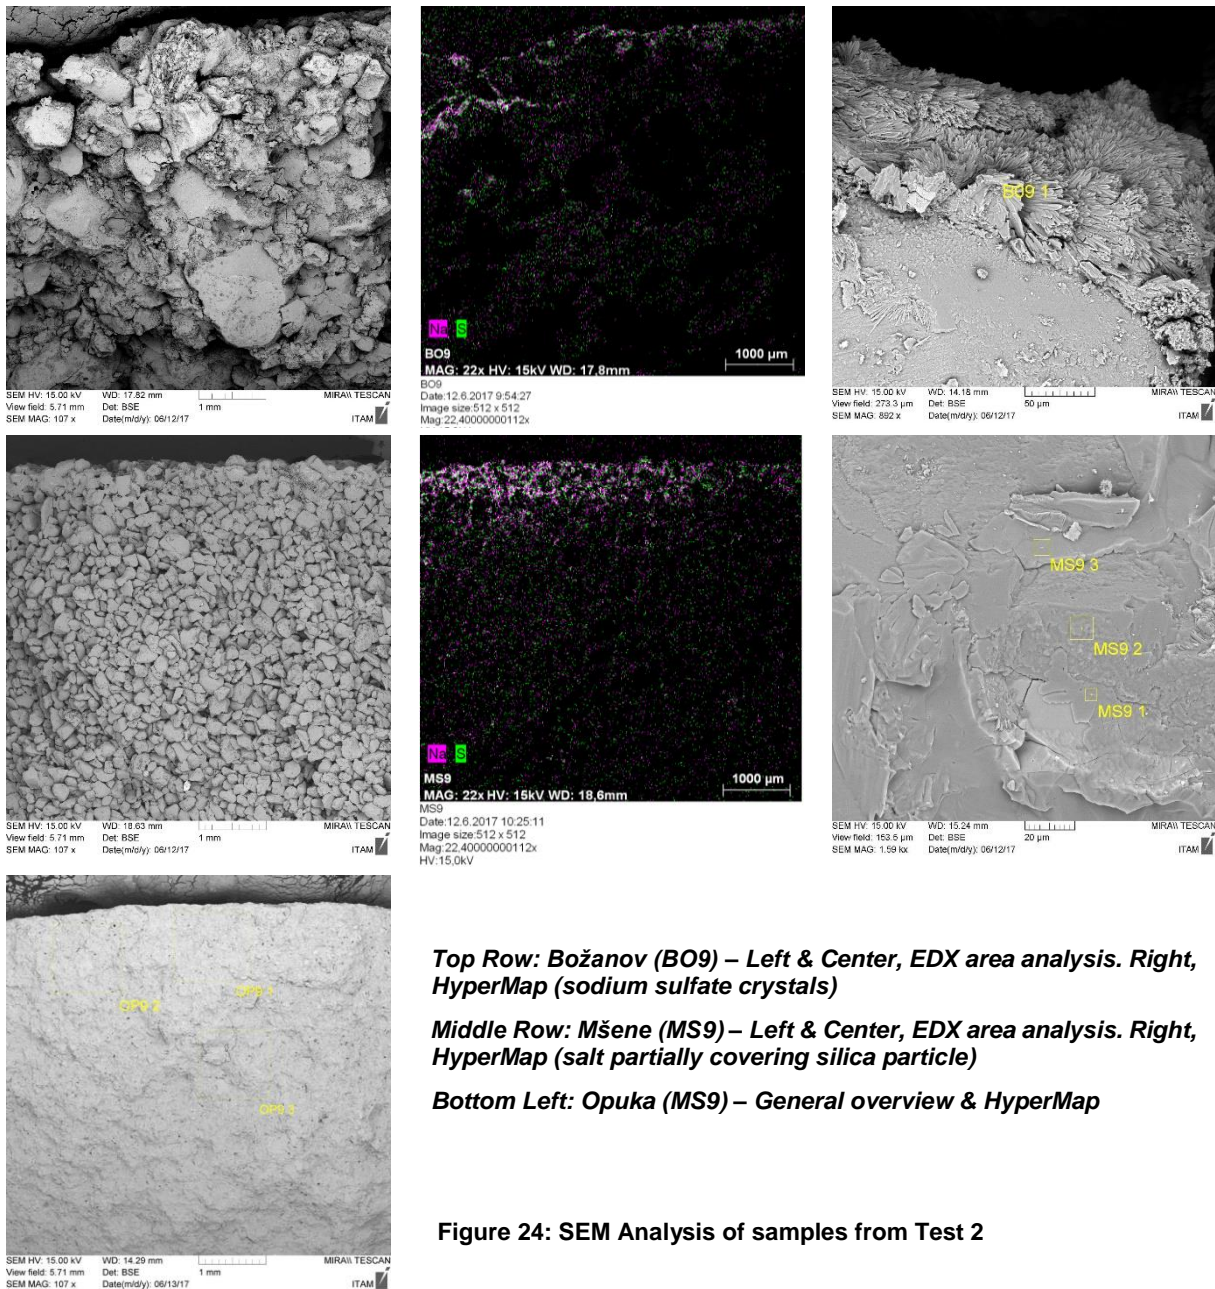 SEM HV: 15.00 kV WD: 17.82 mm MIRA\\ TESCAN
View field: 5.71 mm Det: BSE 1 mm
SEM MAG: 107 x Date(m/d/y): 06/12/17 ITAM
Na S
BO9 1000 µm
MAG: 22x HV: 15kV WD: 17,8mm
BO9
Date:12.6.2017 9:54:27
Image size:512 x 512
Mag:22,40000000112x
BO9 1
SEM HV: 15.00 kV WD: 14.18 mm MIRA\\ TESCAN
View field: 273.3 µm Det: BSE 50 µm
SEM MAG: 892 x Date(m/d/y): 06/12/17 ITAM
SEM HV: 15.00 kV WD: 18.63 mm MIRA\\ TESCAN
View field: 5.71 mm Det: BSE 1 mm
SEM MAG: 107 x Date(m/d/y): 06/12/17 ITAM
Na S
MS9 1000 µm
MAG: 22x HV: 15kV WD: 18,6mm
MS9
Date:12.6.2017 10:25:11
Image size:512 x 512
Mag:22,40000000112x
HV:15,0kV
MS9 3
MS9 2
MS9 1
SEM HV: 15.00 kV WD: 15.24 mm MIRA\\ TESCAN
View field: 153.5 µm Det: BSE 20 µm
SEM MAG: 1.59 kx Date(m/d/y): 06/12/17 ITAM
OP9 1
OP9 2
OP9 3
SEM HV: 15.00 kV WD: 14.29 mm MIRA\\ TESCAN
View field: 5.71 mm Det: BSE 1 mm
SEM MAG: 107 x Date(m/d/y): 06/13/17 ITAM
Top Row: Božanov (BO9) – Left & Center, EDX area analysis. Right,
HyperMap (sodium sulfate crystals)
Middle Row: Mšene (MS9) – Left & Center, EDX area analysis. Right,
HyperMap (salt partially covering silica particle)
Bottom Left: Opuka (MS9) – General overview & HyperMap
Figure 24: SEM Analysis of samples from Test 2